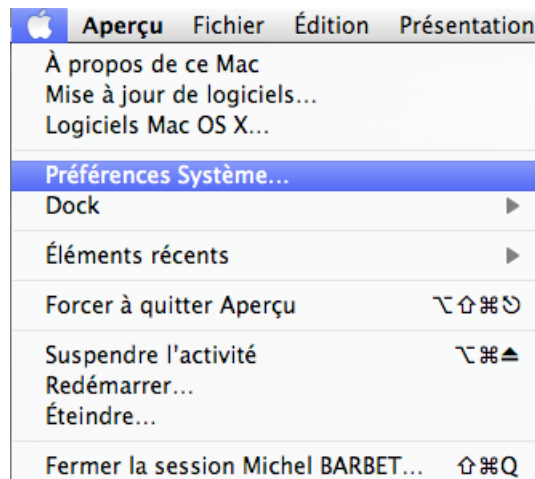 Aperçu Fichier Édition Présentation
À propos de ce Mac
Mise à jour de logiciels...
Logiciels Mac OS X...
Préférences Système...
Dock
Éléments récents
Forcer à quitter Aperçu ⌥⇧⌘⎋
Suspendre l'activité ⌥⌘⏏
Redémarrer...
Éteindre...
Fermer la session Michel BARBET... ⇧⌘Q